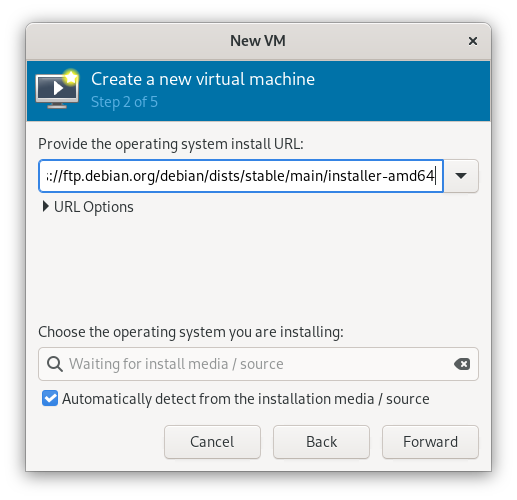 New VM
Create a new virtual machine
Step 2 of 5
Provide the operating system install URL:
://ftp.debian.org/debian/dists/stable/main/installer-amd64
URL Options
Choose the operating system you are installing:
Waiting for install media / source
Automatically detect from the installation media / source
Cancel Back Forward